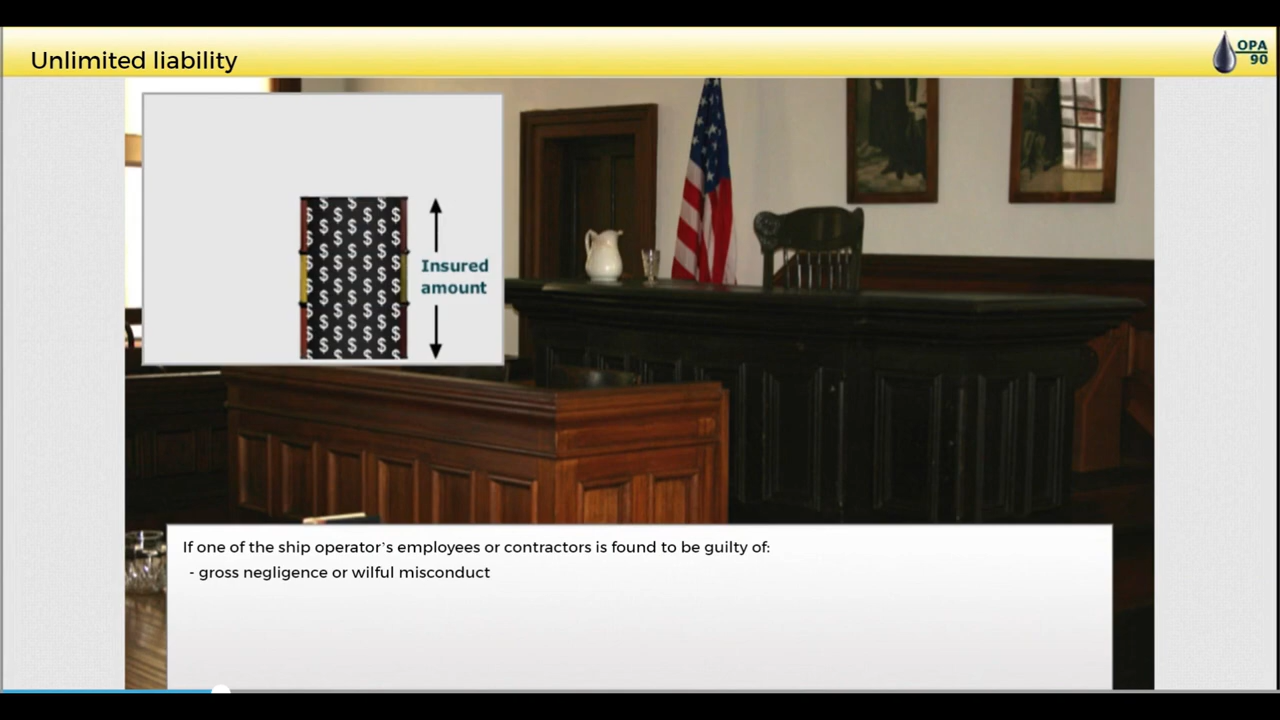 Unlimited liability
OPA
90
Insured
amount
If one of the ship operator's employees or contractors is found to be guilty of:
- gross negligence or wilful misconduct